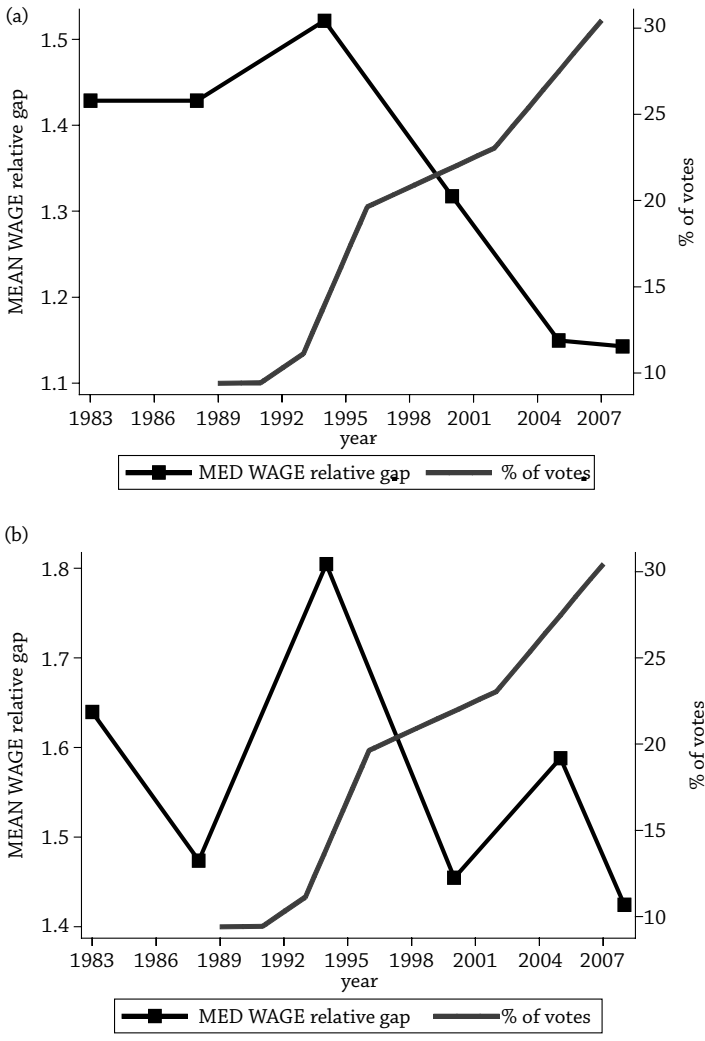 (a)
MEAN WAGE relative gap
1.5
1.4
1.3
1.2
1.1
30
25
20
15
10
% of votes
1983 1986 1989 1992 1995 1998 2001 2004 2007
year
MED WAGE relative gap % of votes
(b)
MEAN WAGE relative gap
1.8
1.7
1.6
1.5
1.4
30
25
20
15
10
% of votes
1983 1986 1989 1992 1995 1998 2001 2004 2007
year
MED WAGE relative gap % of votes